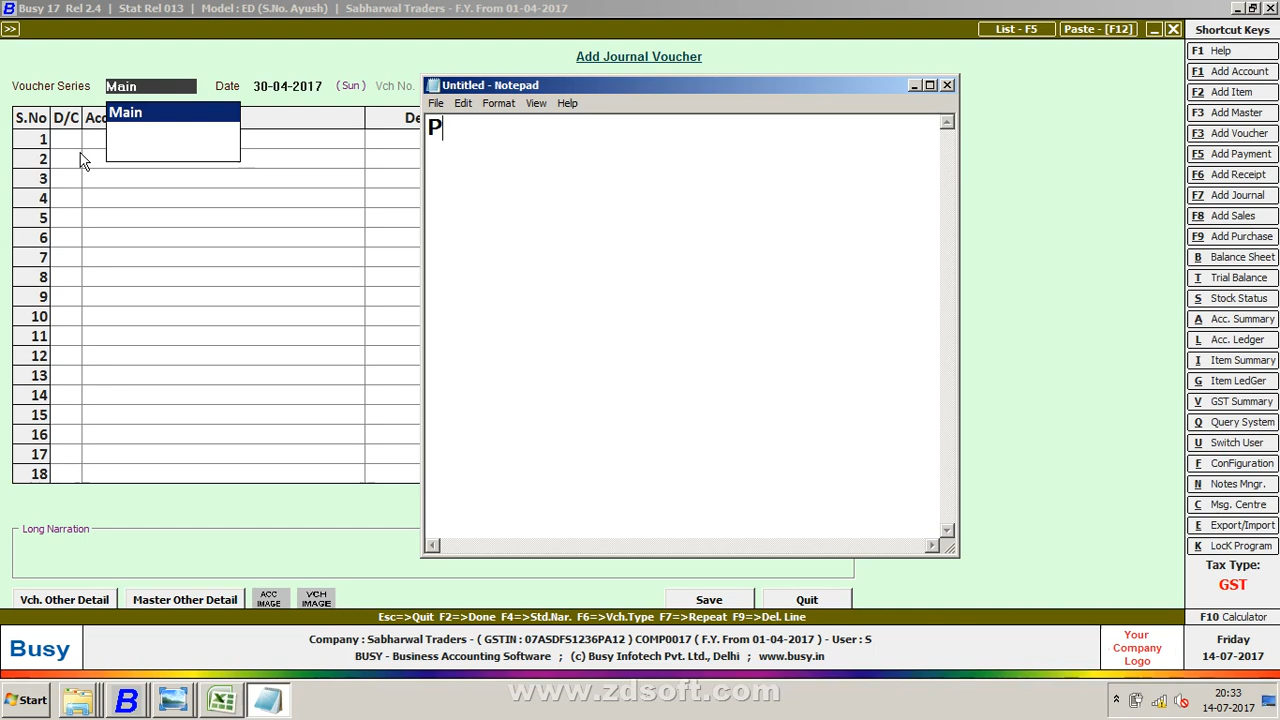 Busy 17 Rel 2.4 | Stat Rel 013 | Model : ED (S.No. Ayush) | Sabharwal Traders - F.Y. From 01-04-2017
>> List - F5 Paste - [F12]
Add Journal Voucher
Voucher Series Main Date 30-04-2017 (Sun) Vch No.
Main
S.No D/C Acc De
1
2
3
4
5
6
7
8
9
10
11
12
13
14
15
16
17
18
Untitled - Notepad
File Edit Format View Help
P
Long Narration
Vch. Other Detail Master Other Detail ACC IMAGE VCH IMAGE Save Quit
Esc=>Quit F2=>Done F4=>Std.Nar. F6=>Vch.Type F7=>Repeat F9=>Del. Line
Busy
Company : Sabharwal Traders - ( GSTIN : 07ASDFS1236PA12 ) COMP0017 ( F.Y. From 01-04-2017 ) - User : S
BUSY - Business Accounting Software ; (c) Busy Infotech Pvt. Ltd., Delhi ; www.busy.in
Your
Company
Logo
Shortcut Keys
F1 Help
F1 Add Account
F2 Add Item
F3 Add Master
F3 Add Voucher
F5 Add Payment
F6 Add Receipt
F7 Add Journal
F8 Add Sales
F9 Add Purchase
B Balance Sheet
T Trial Balance
S Stock Status
A Acc. Summary
L Acc. Ledger
I Item Summary
G Item LedGer
V GST Summary
Q Query System
U Switch User
F ConFiguration
N Notes Mngr.
C Msg. Centre
E Export/Import
K LocK Program
Tax Type:
GST
F10 Calculator
Friday
14-07-2017
Start
www.zdsoft.com
20:33
14-07-2017